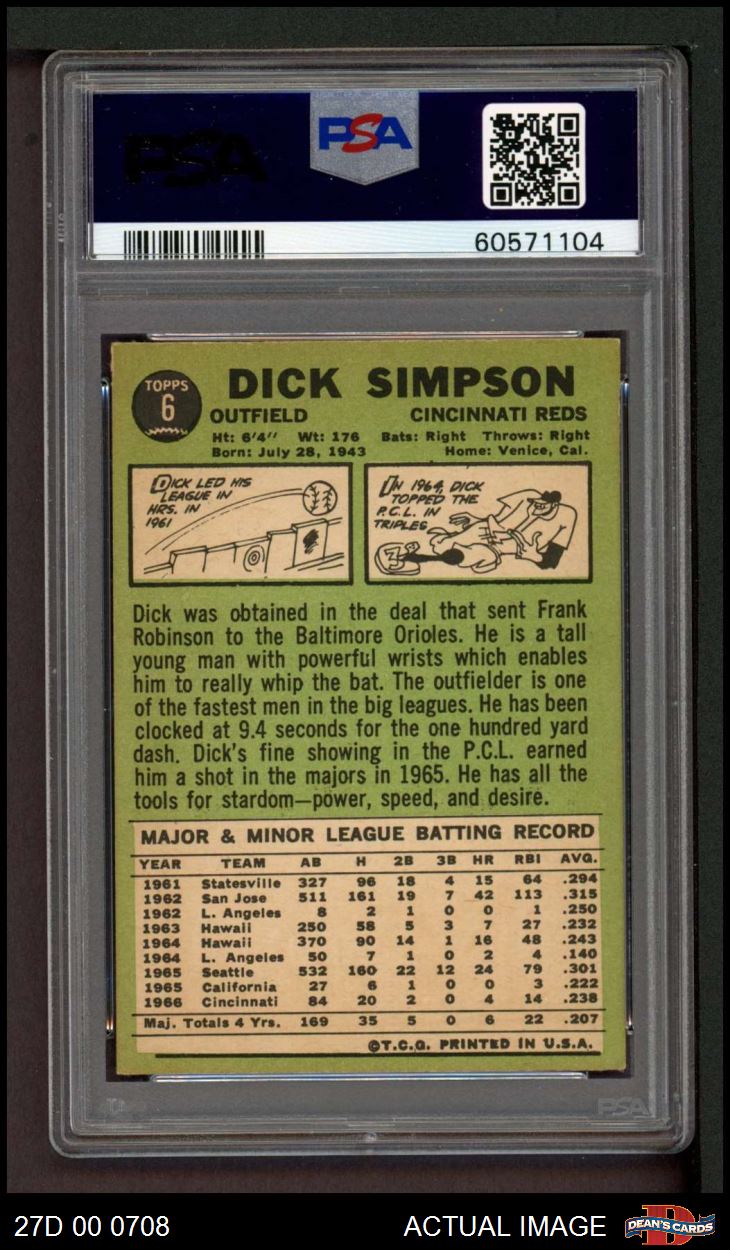 PSA
PSA
60571104
TOPPS
6
DICK SIMPSON
OUTFIELD CINCINNATI REDS
Ht: 6'4" Wt: 176 Bats: Right Throws: Right
Born: July 28, 1943 Home: Venice, Cal.
DICK LED HIS
LEAGUE IN
HRS. IN
1961
IN 1964, DICK
TOPPED THE
P.C.L. IN
TRIPLES
3
Dick was obtained in the deal that sent Frank
Robinson to the Baltimore Orioles. He is a tall
young man with powerful wrists which enables
him to really whip the bat. The outfielder is one
of the fastest men in the big leagues. He has been
clocked at 9.4 seconds for the one hundred yard
dash. Dick's fine showing in the P.C.L. earned
him a shot in the majors in 1965. He has all the
tools for stardom—power, speed, and desire.
MAJOR & MINOR LEAGUE BATTING RECORD
YEAR TEAM AB H 2B 3B HR RBI AVG.
1961 Statesville 327 96 18 4 15 64 .294
1962 San Jose 511 161 19 7 42 113 .315
1962 L. Angeles 8 2 1 0 0 1 .250
1963 Hawaii 250 58 5 3 7 27 .232
1964 Hawaii 370 90 14 1 16 48 .243
1964 L. Angeles 50 7 1 0 2 4 .140
1965 Seattle 532 160 22 12 24 79 .301
1965 California 27 6 1 0 0 3 .222
1966 Cincinnati 84 20 2 0 4 14 .238
Maj. Totals 4 Yrs. 169 35 5 0 6 22 .207
©T.C.G. PRINTED IN U.S.A.
PSA
27D 00 0708 ACTUAL IMAGE DEAN'S CARDS